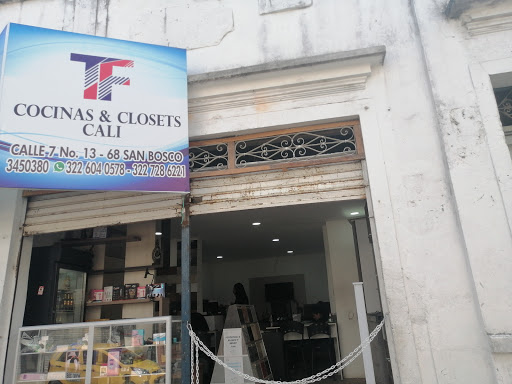 TF
COCINAS & CLOSETS
CALI
CALLE 7 No. 13 - 68 SAN BOSCO
3450380 322 604 0578 - 322 728 6221